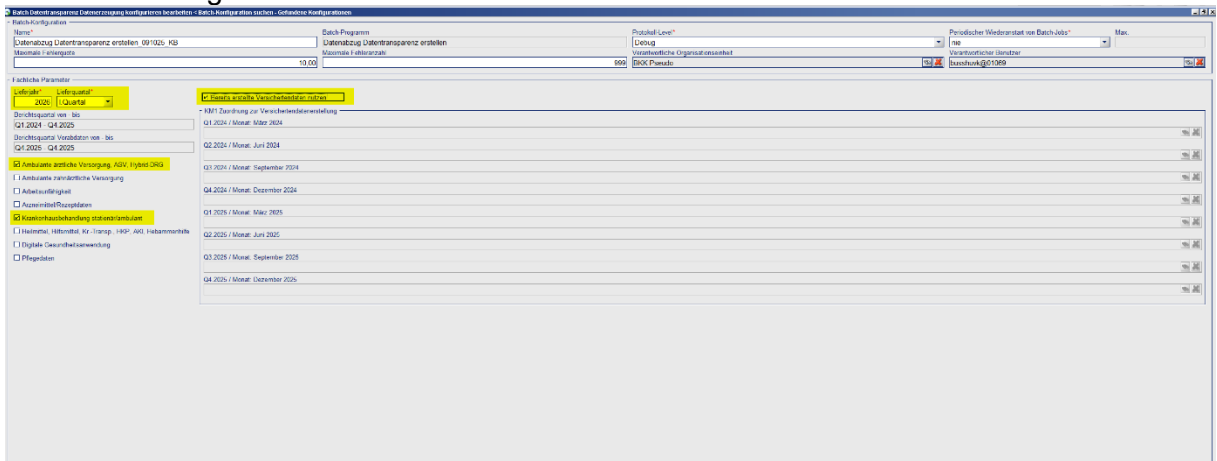 Batch Datentransparenz Datenerzeugung konfigurieren bearbeiten < Batch-Konfiguration suchen - Gefundene Konfigurationen
Batch-Konfiguration
Name* Batch-Programm Protokoll-Level* Periodischer Wiederanstart von Batch-Jobs* Max.
Datenabzug Datentransparenz erstellen_091025_KB Datenabzug Datentransparenz erstellen Debug nie
Maximale Fehlerquote Maximale Fehleranzahl Verantwortliche Organisationseinheit Verantwortlicher Benutzer
10,00 999 BKK Pseudo busshuvk@01069
Fachliche Parameter
Lieferjahr* Lieferquartal*
2026 I.Quartal
Bereits erstellte Versichertendaten nutzen
Berichtsquartal von - bis
Q1.2024 - Q4.2025
Berichtsquartal Vorabdaten von - bis
Q4.2025 - Q4.2025
Ambulante ärztliche Versorgung, ASV, Hybrid-DRG
Ambulante zahnärztliche Versorgung
Arbeitsunfähigkeit
Arzneimittel/Rezeptdaten
Krankenhausbehandlung stationär/ambulant
Heilmittel, Hilfsmittel, Kr.-Transp., HKP, AKI, Hebammenhilfe
Digitale Gesundheitsanwendung
Pflegedaten
KM1 Zuordnung zur Versichertendatenerstellung
Q1.2024 / Monat: März 2024
Q2.2024 / Monat: Juni 2024
Q3.2024 / Monat: September 2024
Q4.2024 / Monat: Dezember 2024
Q1.2025 / Monat: März 2025
Q2.2025 / Monat: Juni 2025
Q3.2025 / Monat: September 2025
Q4.2025 / Monat: Dezember 2025